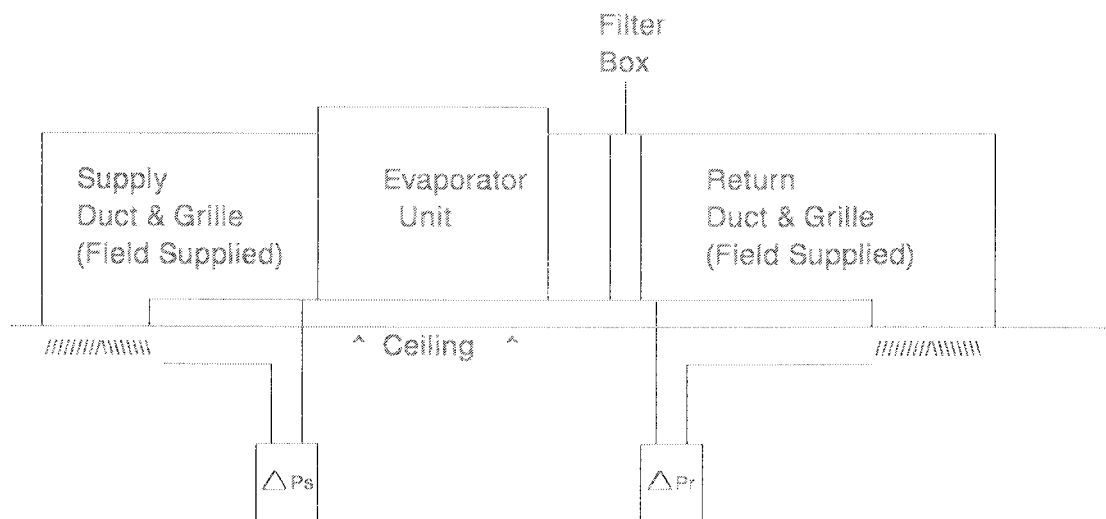 Filter
Box
Supply
Duct & Grille
(Field Supplied)
Evaporator
Unit
Return
Duct & Grille
(Field Supplied)
^ Ceiling ^
△ Ps
△ Pr